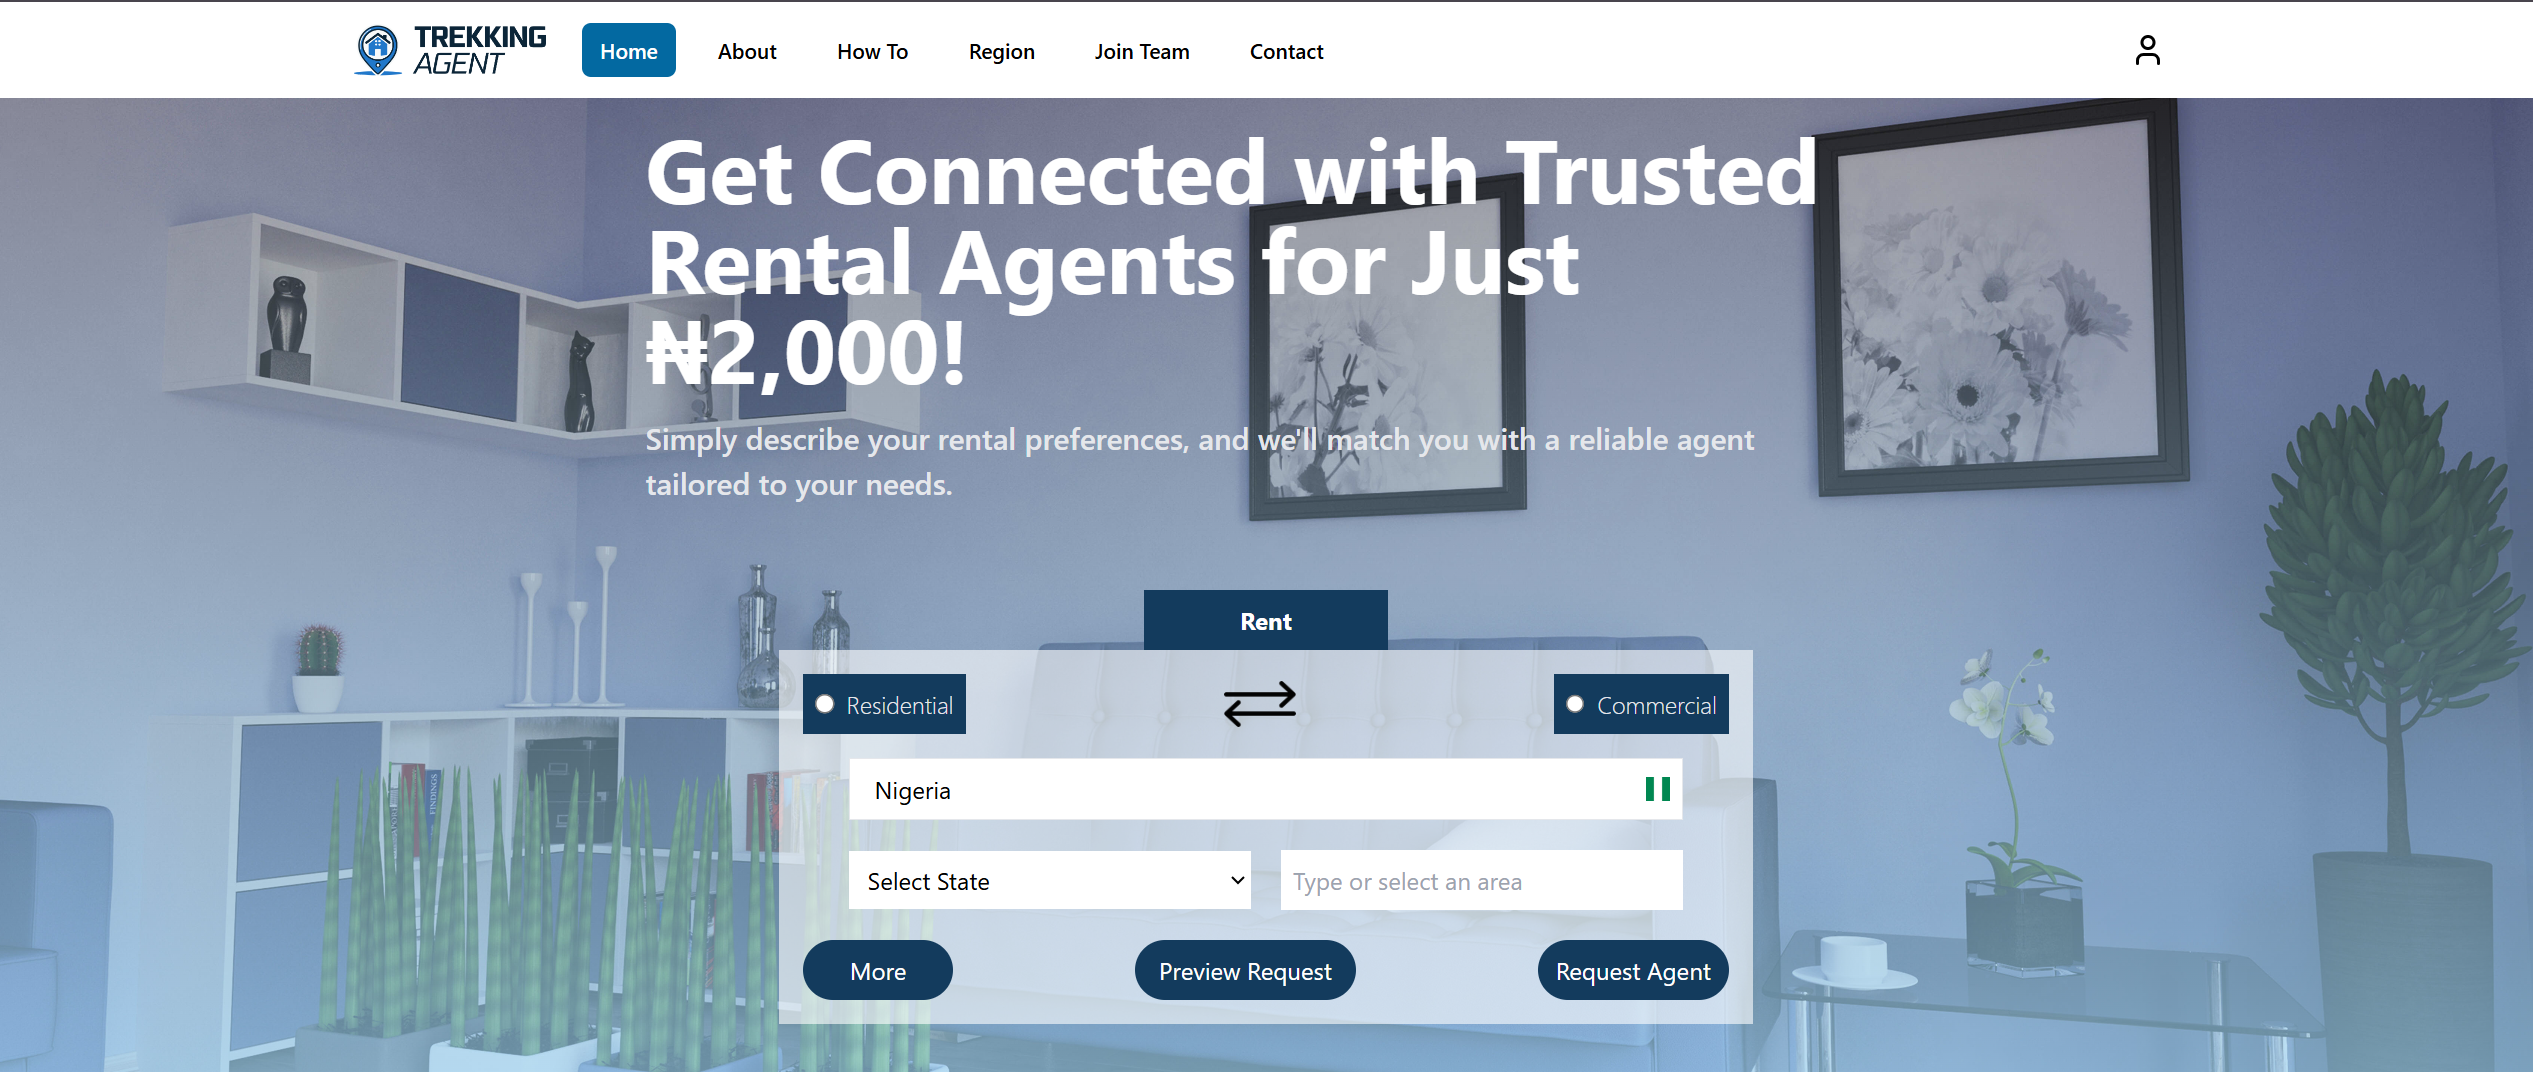 TREKKING
AGENT
Home
About
How To
Region
Join Team
Contact
Get Connected with Trusted
Rental Agents for Just
₦2,000!
Simply describe your rental preferences, and we'll match you with a reliable agent
tailored to your needs.
Rent
Residential
Commercial
Nigeria
Select State
Type or select an area
More
Preview Request
Request Agent
FINDINGS